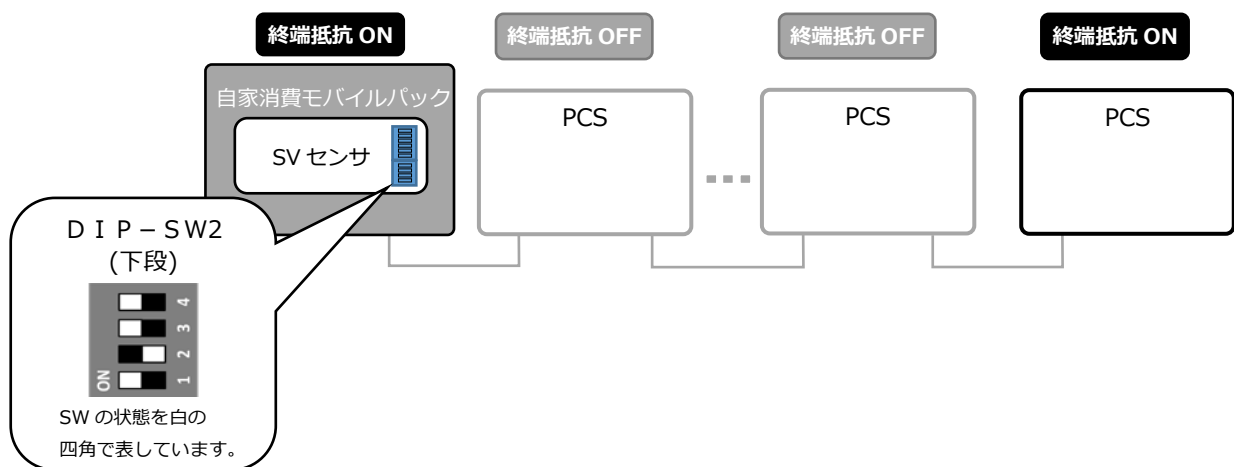 終端抵抗 ON
終端抵抗 OFF
終端抵抗 OFF
終端抵抗 ON
自家消費モバイルパック
SV センサ
PCS
PCS
PCS
ＤＩＰ－ＳＷ2
(下段)
4
3
2
1
ON
SW の状態を白の
四角で表しています。